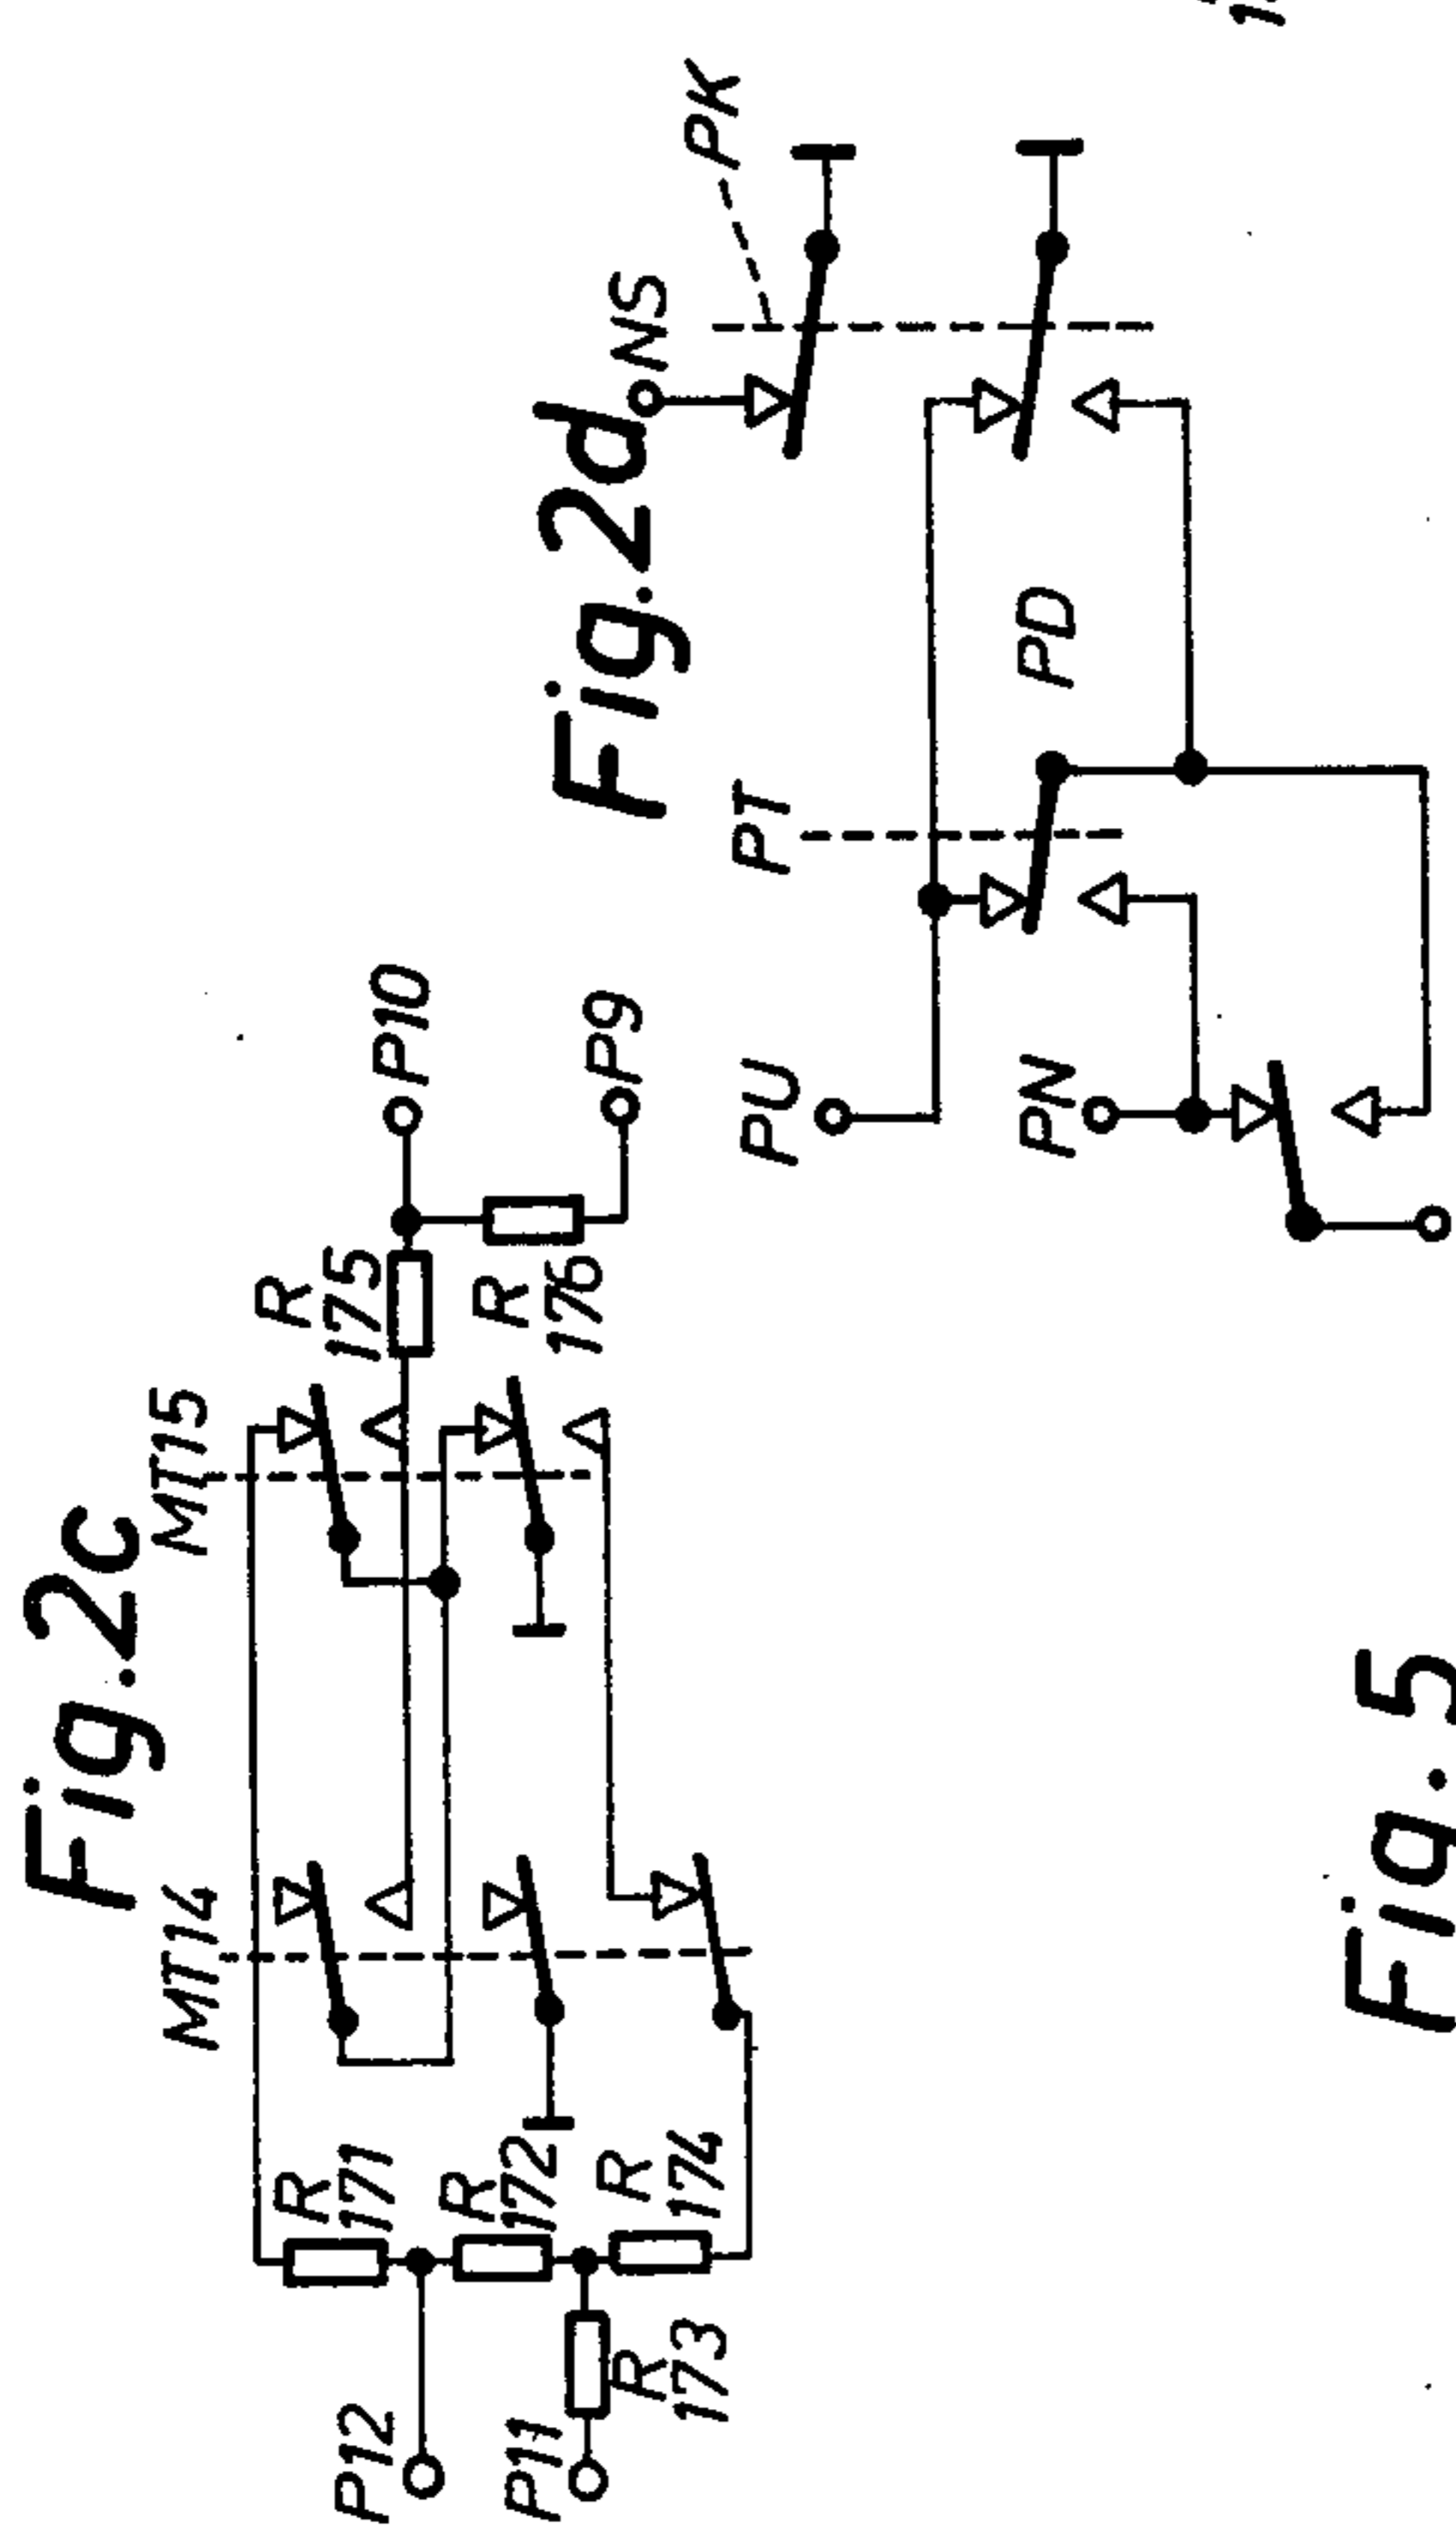 Fig.2c
MT14
MT15
R
171
R
172
R
173
R
174
R
175
R
176
P12
P11
P10
P9
Fig.2d
NS
PK
PU
PT
PN
PD
Fig.5